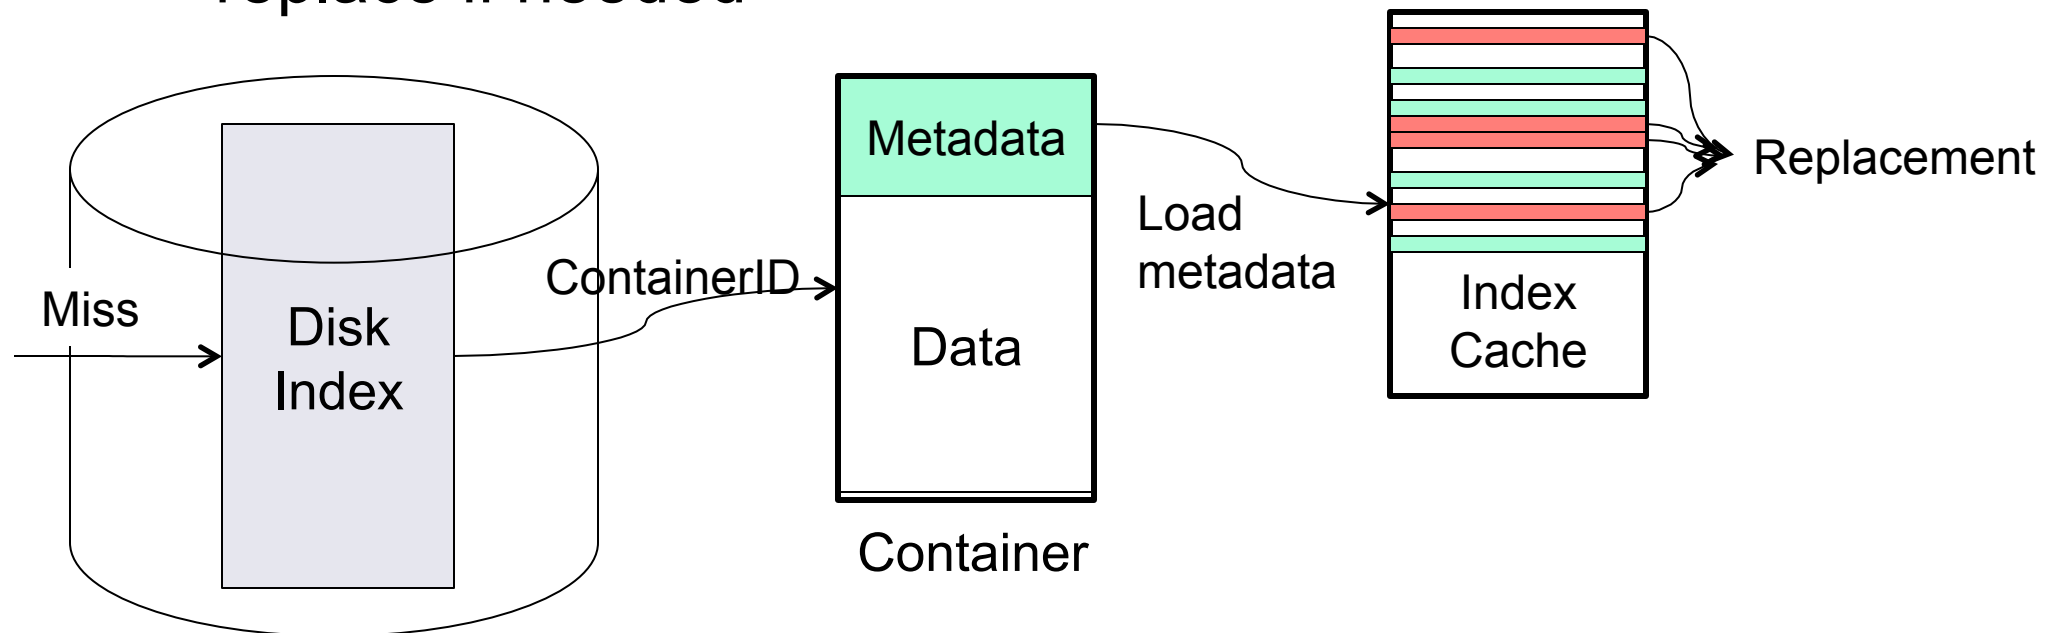 Miss
Disk
Index
ContainerID
Metadata
Data
Container
Load
metadata
Index
Cache
Replacement